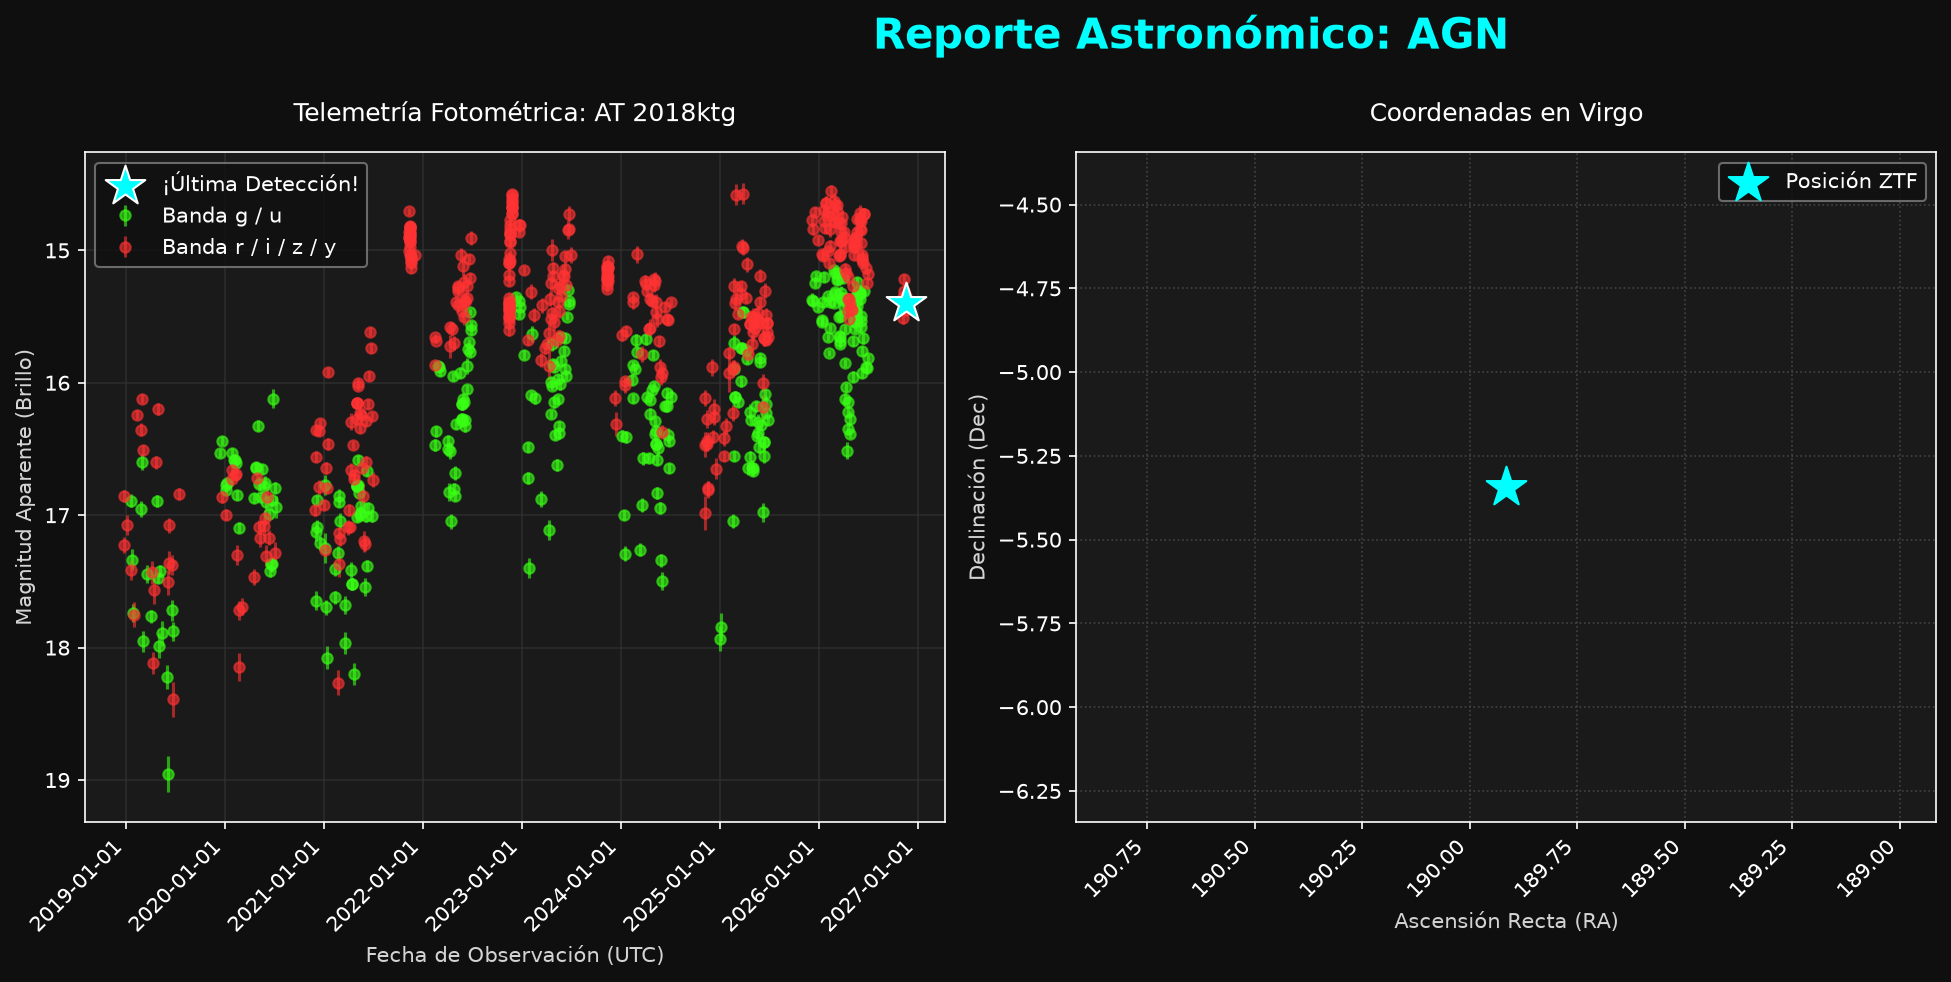 Reporte Astronómico: AGN
Telemetría Fotométrica: AT 2018ktg
¡Última Detección!
Banda g / u
Banda r / i / z / y
Magnitud Aparente (Brillo)
15
16
17
18
19
2019-01-01
2020-01-01
2021-01-01
2022-01-01
2023-01-01
2024-01-01
2025-01-01
2026-01-01
2027-01-01
Fecha de Observación (UTC)
Coordenadas en Virgo
Posición ZTF
Declinación (Dec)
−4.50
−4.75
−5.00
−5.25
−5.50
−5.75
−6.00
−6.25
190.75
190.50
190.25
190.00
189.75
189.50
189.25
189.00
Ascensión Recta (RA)